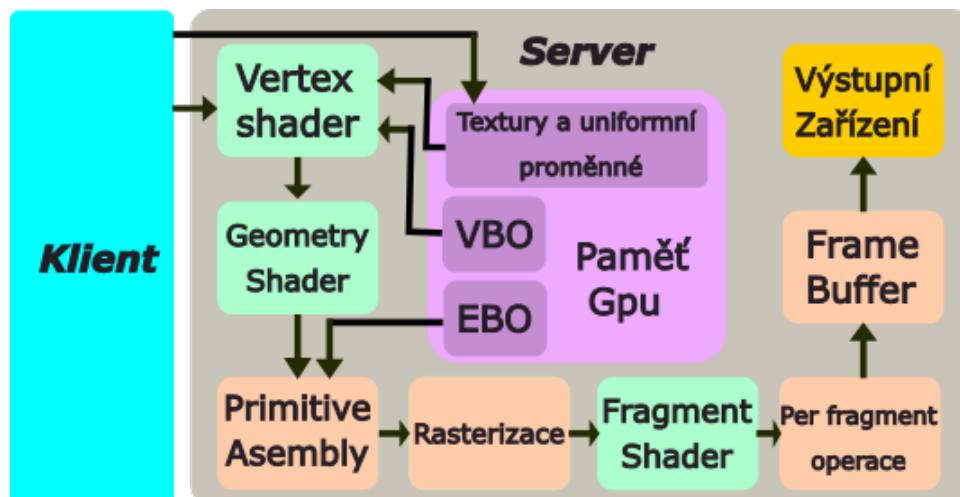 Klient
Server
Vertex
shader
Geometry
Shader
Primitive
Asembly
Textury a uniformní
proměnné
VBO
EBO
Paměť
Gpu
Rasterizace
Fragment
Shader
Per fragment
operace
Frame
Buffer
Výstupní
Zařízení